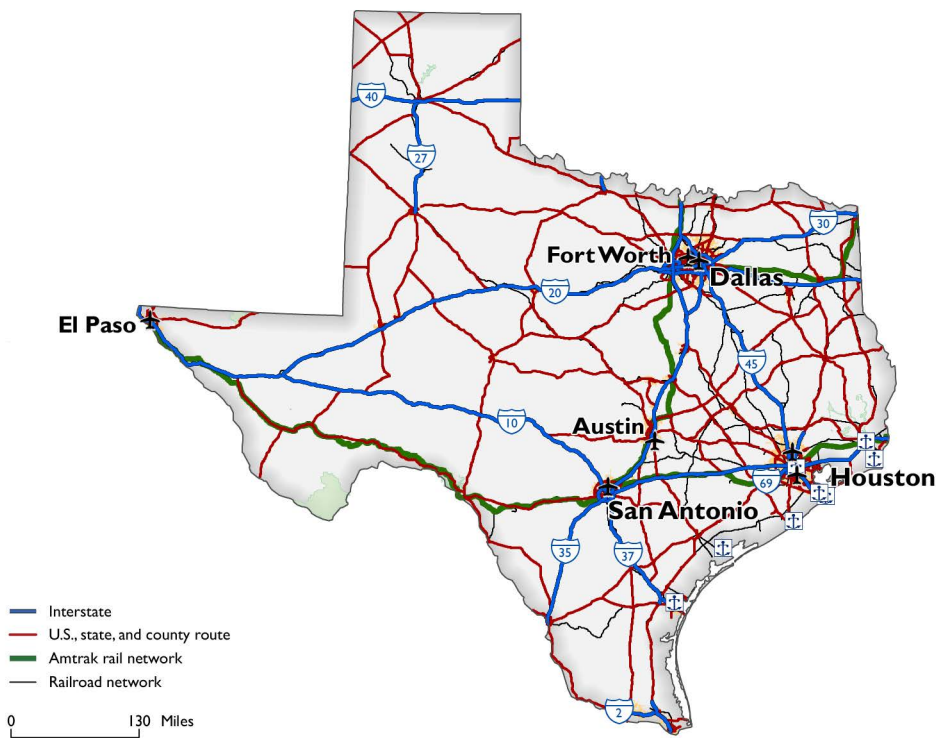 40
27
30
Fort Worth
Dallas
20
El Paso
45
10
Austin
69
Houston
San Antonio
35
37
2
Interstate
U.S., state, and county route
Amtrak rail network
Railroad network
0 130 Miles